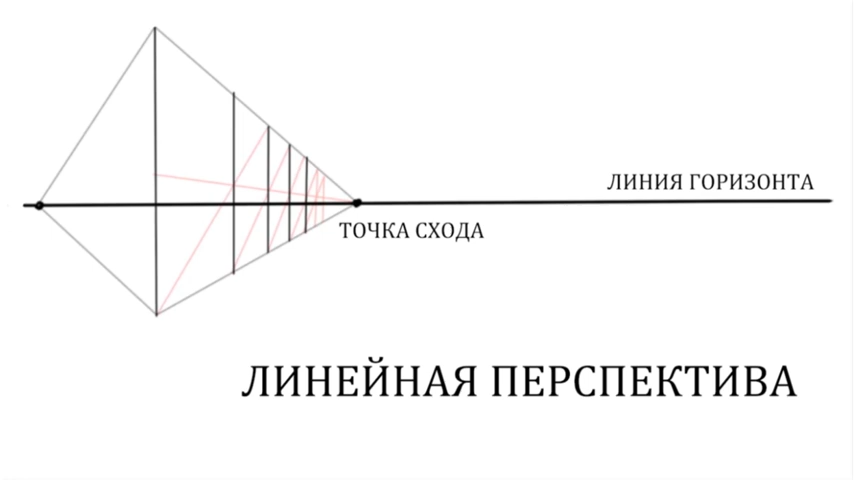 ЛИНИЯ ГОРИЗОНТА
ТОЧКА СХОДА
ЛИНЕЙНАЯ ПЕРСПЕКТИВА